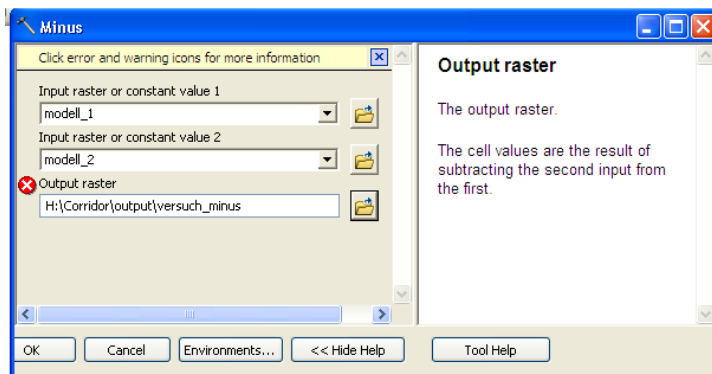 Minus
Click error and warning icons for more information
Input raster or constant value 1
modell_1
Input raster or constant value 2
modell_2
Output raster
H:\Corridor\output\versuch_minus
OK
Cancel
Environments...
<< Hide Help
Output raster
The output raster.
The cell values are the result of
subtracting the second input from
the first.
Tool Help